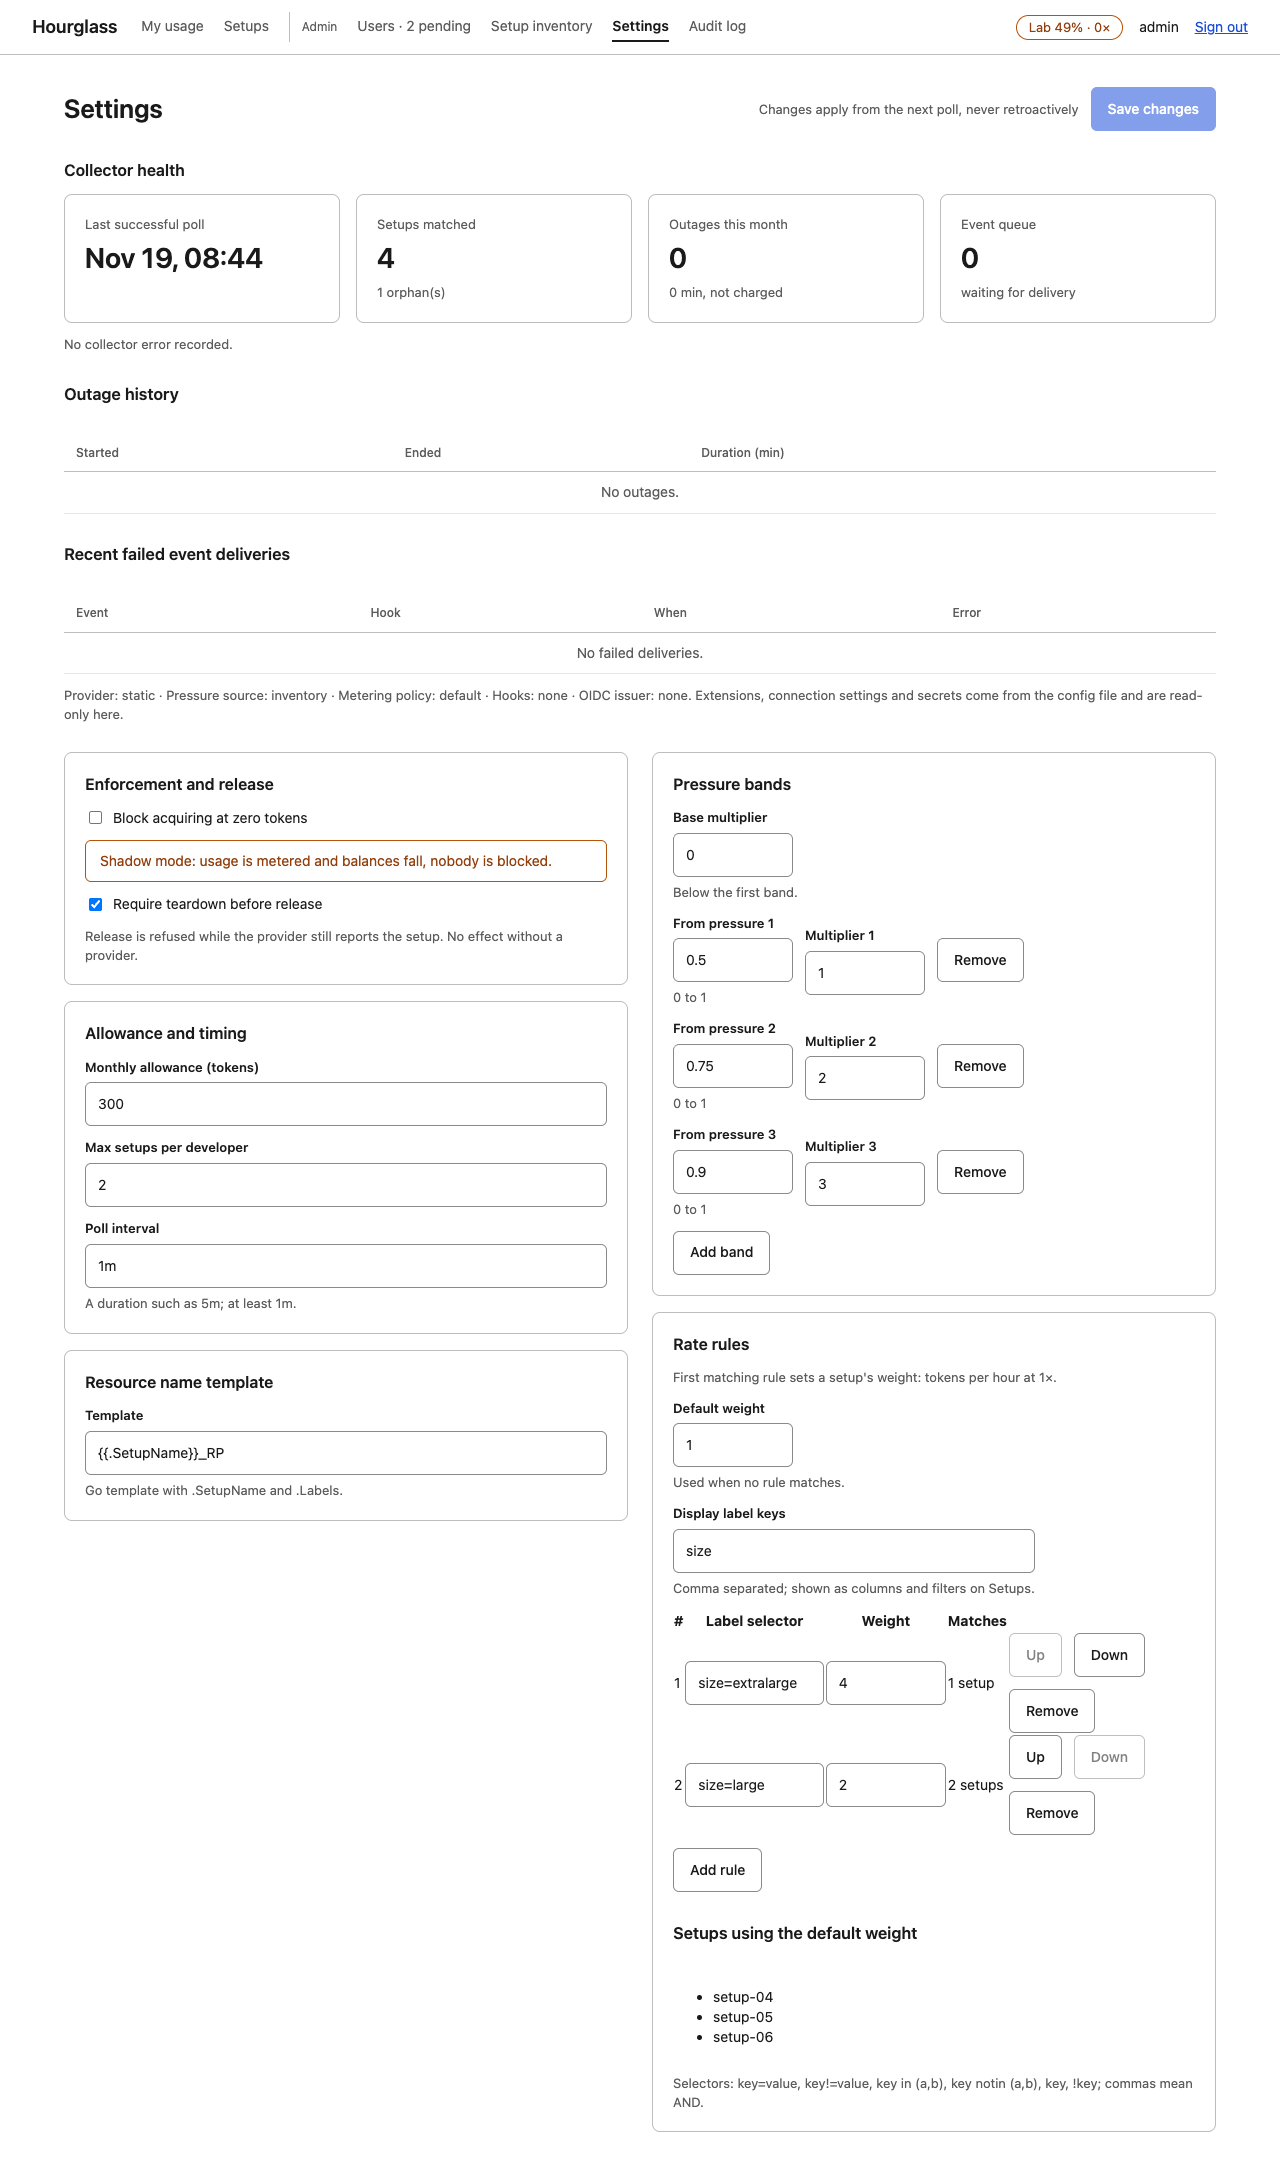 Hourglass
My usage
Setups
Admin
Users · 2 pending
Setup inventory
Settings
Audit log
Lab 49% · 0×
admin
Sign out
Settings
Changes apply from the next poll, never retroactively
Save changes
Collector health
Last successful poll
Nov 19, 08:44
Setups matched
4
1 orphan(s)
Outages this month
0
0 min, not charged
Event queue
0
waiting for delivery
No collector error recorded.
Outage history
Started
Ended
Duration (min)
No outages.
Recent failed event deliveries
Event
Hook
When
Error
No failed deliveries.
Provider: static · Pressure source: inventory · Metering policy: default · Hooks: none · OIDC issuer: none. Extensions, connection settings and secrets come from the config file and are read-
only here.
Enforcement and release
Block acquiring at zero tokens
Shadow mode: usage is metered and balances fall, nobody is blocked.
Require teardown before release
Release is refused while the provider still reports the setup. No effect without a
provider.
Allowance and timing
Monthly allowance (tokens)
300
Max setups per developer
2
Poll interval
1m
A duration such as 5m; at least 1m.
Resource name template
Template
{{.SetupName}}_RP
Go template with .SetupName and .Labels.
Pressure bands
Base multiplier
0
Below the first band.
From pressure 1
0.5
0 to 1
Multiplier 1
1
Remove
From pressure 2
0.75
0 to 1
Multiplier 2
2
Remove
From pressure 3
0.9
0 to 1
Multiplier 3
3
Remove
Add band
Rate rules
First matching rule sets a setup's weight: tokens per hour at 1×.
Default weight
1
Used when no rule matches.
Display label keys
size
Comma separated; shown as columns and filters on Setups.
# Label selector Weight Matches
1 size=extralarge 4 1 setup
Up
Down
Remove
2 size=large 2 2 setups
Up
Down
Remove
Add rule
Setups using the default weight
• setup-04
• setup-05
• setup-06
Selectors: key=value, key!=value, key in (a,b), key notin (a,b), key, !key; commas mean
AND.